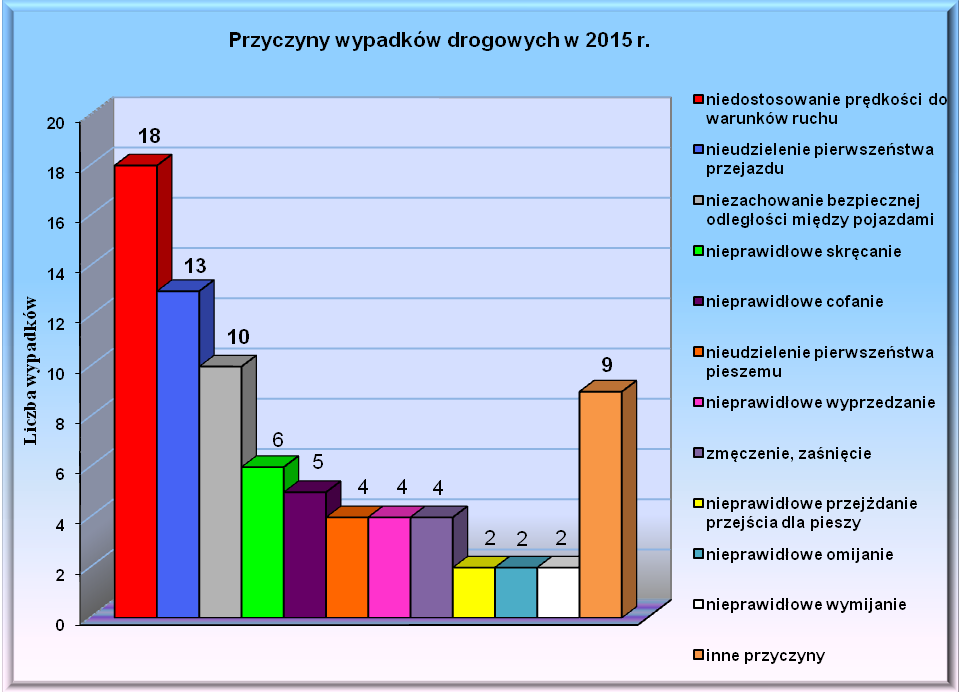 Przyczyny wypadków drogowych w 2015 r.
Liczba wypadków
20
18
16
14
12
10
8
6
4
2
0
18
13
10
6
5
4
4
4
2
2
2
9
niedostosowanie prędkości do
warunków ruchu
nieudzielenie pierwszeństwa
przejazdu
niezachowanie bezpiecznej
odległości między pojazdami
nieprawidłowe skręcanie
nieprawidłowe cofanie
nieudzielenie pierwszeństwa
pieszemu
nieprawidłowe wyprzedzanie
zmęczenie, zaśnięcie
nieprawidłowe przejżdanie
przejścia dla pieszy
nieprawidłowe omijanie
nieprawidłowe wymijanie
inne przyczyny